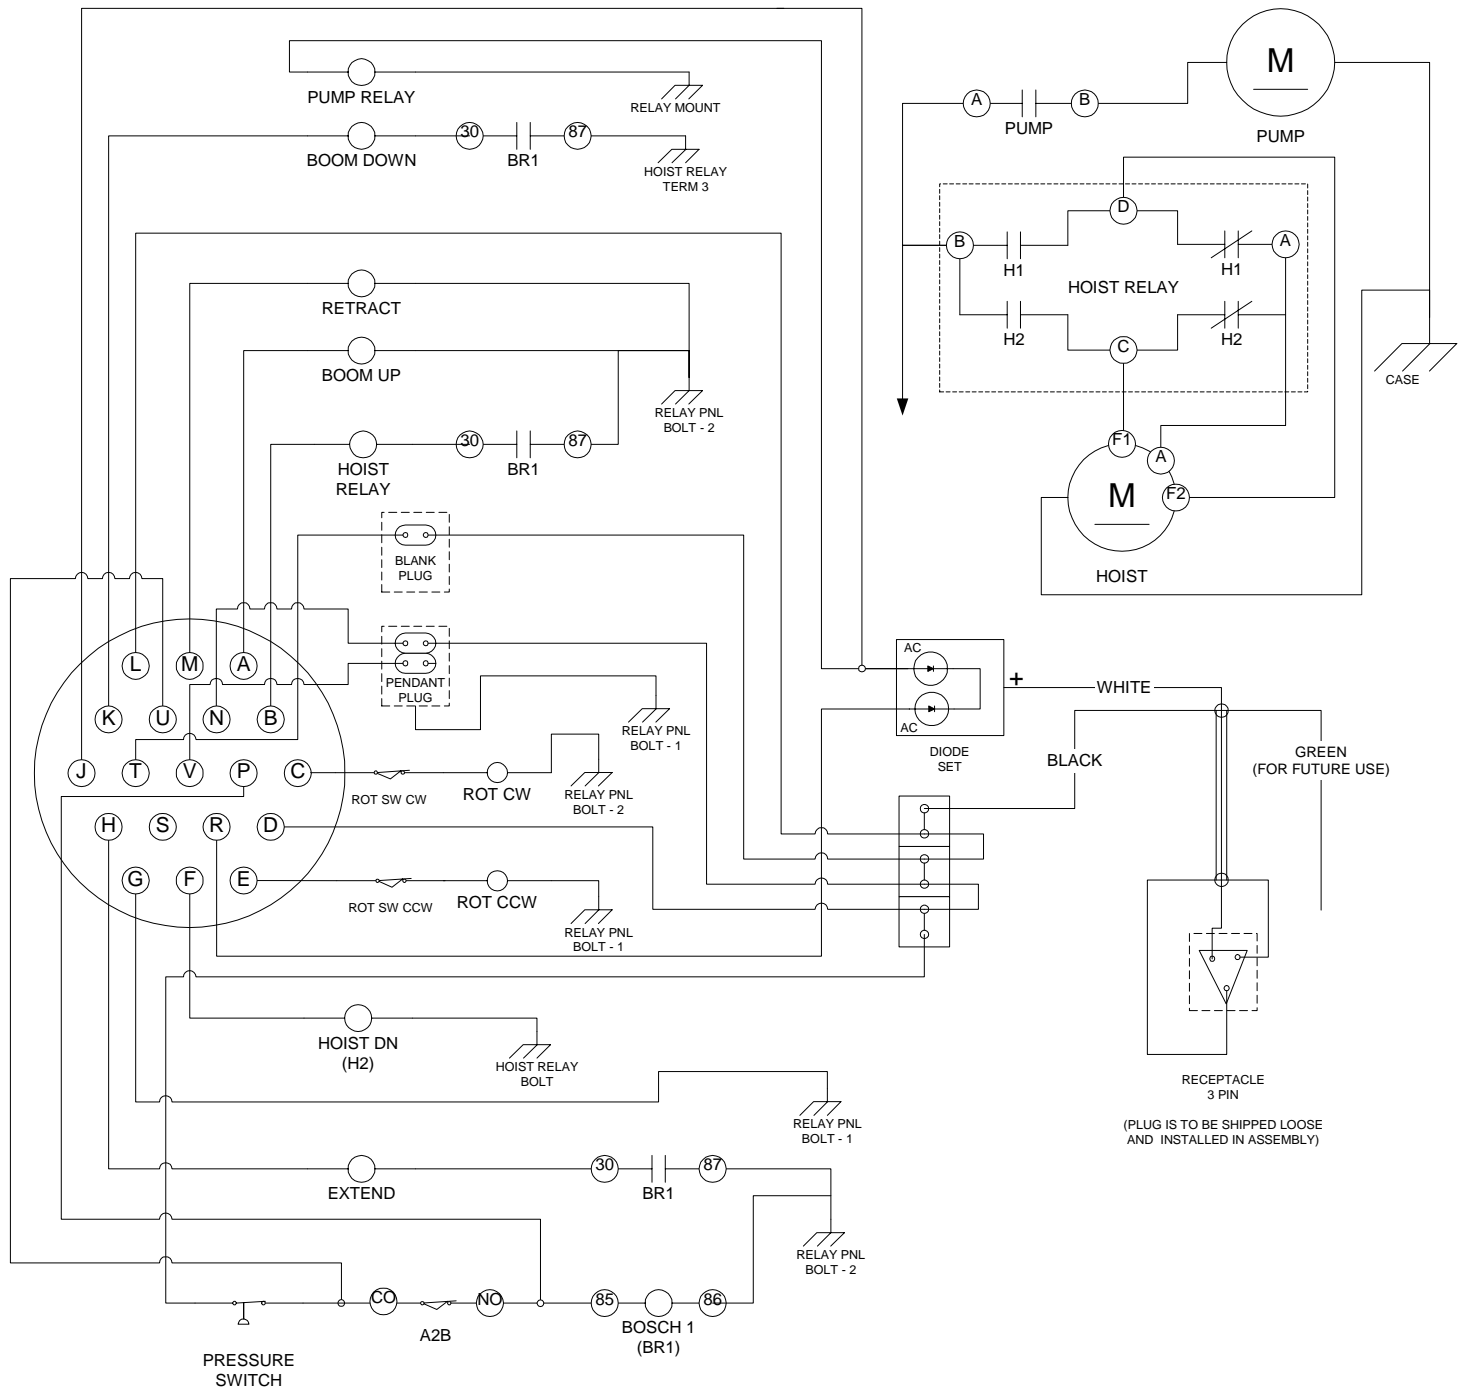 M
A
B
PUMP RELAY
RELAY MOUNT
PUMP
PUMP
30
87
BOOM DOWN
BR1
HOIST RELAY
TERM 3
D
B
A
H1
H1
RETRACT
HOIST RELAY
H2
H2
C
BOOM UP
CASE
RELAY PNL
BOLT - 2
30
87
F1
A
HOIST
RELAY
BR1
M
F2
BLANK
PLUG
HOIST
L
M
A
PENDANT
PLUG
AC
+
WHITE
K
U
N
B
RELAY PNL
BOLT - 1
AC
DIODE
SET
BLACK
GREEN
(FOR FUTURE USE)
J
T
V
P
C
ROT SW CW
ROT CW
RELAY PNL
BOLT - 2
H
S
R
D
G
F
E
ROT SW CCW
ROT CCW
RELAY PNL
BOLT - 1
HOIST DN
(H2)
HOIST RELAY
BOLT
RECEPTACLE
3 PIN
(PLUG IS TO BE SHIPPED LOOSE
AND INSTALLED IN ASSEMBLY)
RELAY PNL
BOLT - 1
30
87
EXTEND
BR1
RELAY PNL
BOLT - 2
CO
NO
85
86
A2B
BOSCH 1
(BR1)
PRESSURE
SWITCH